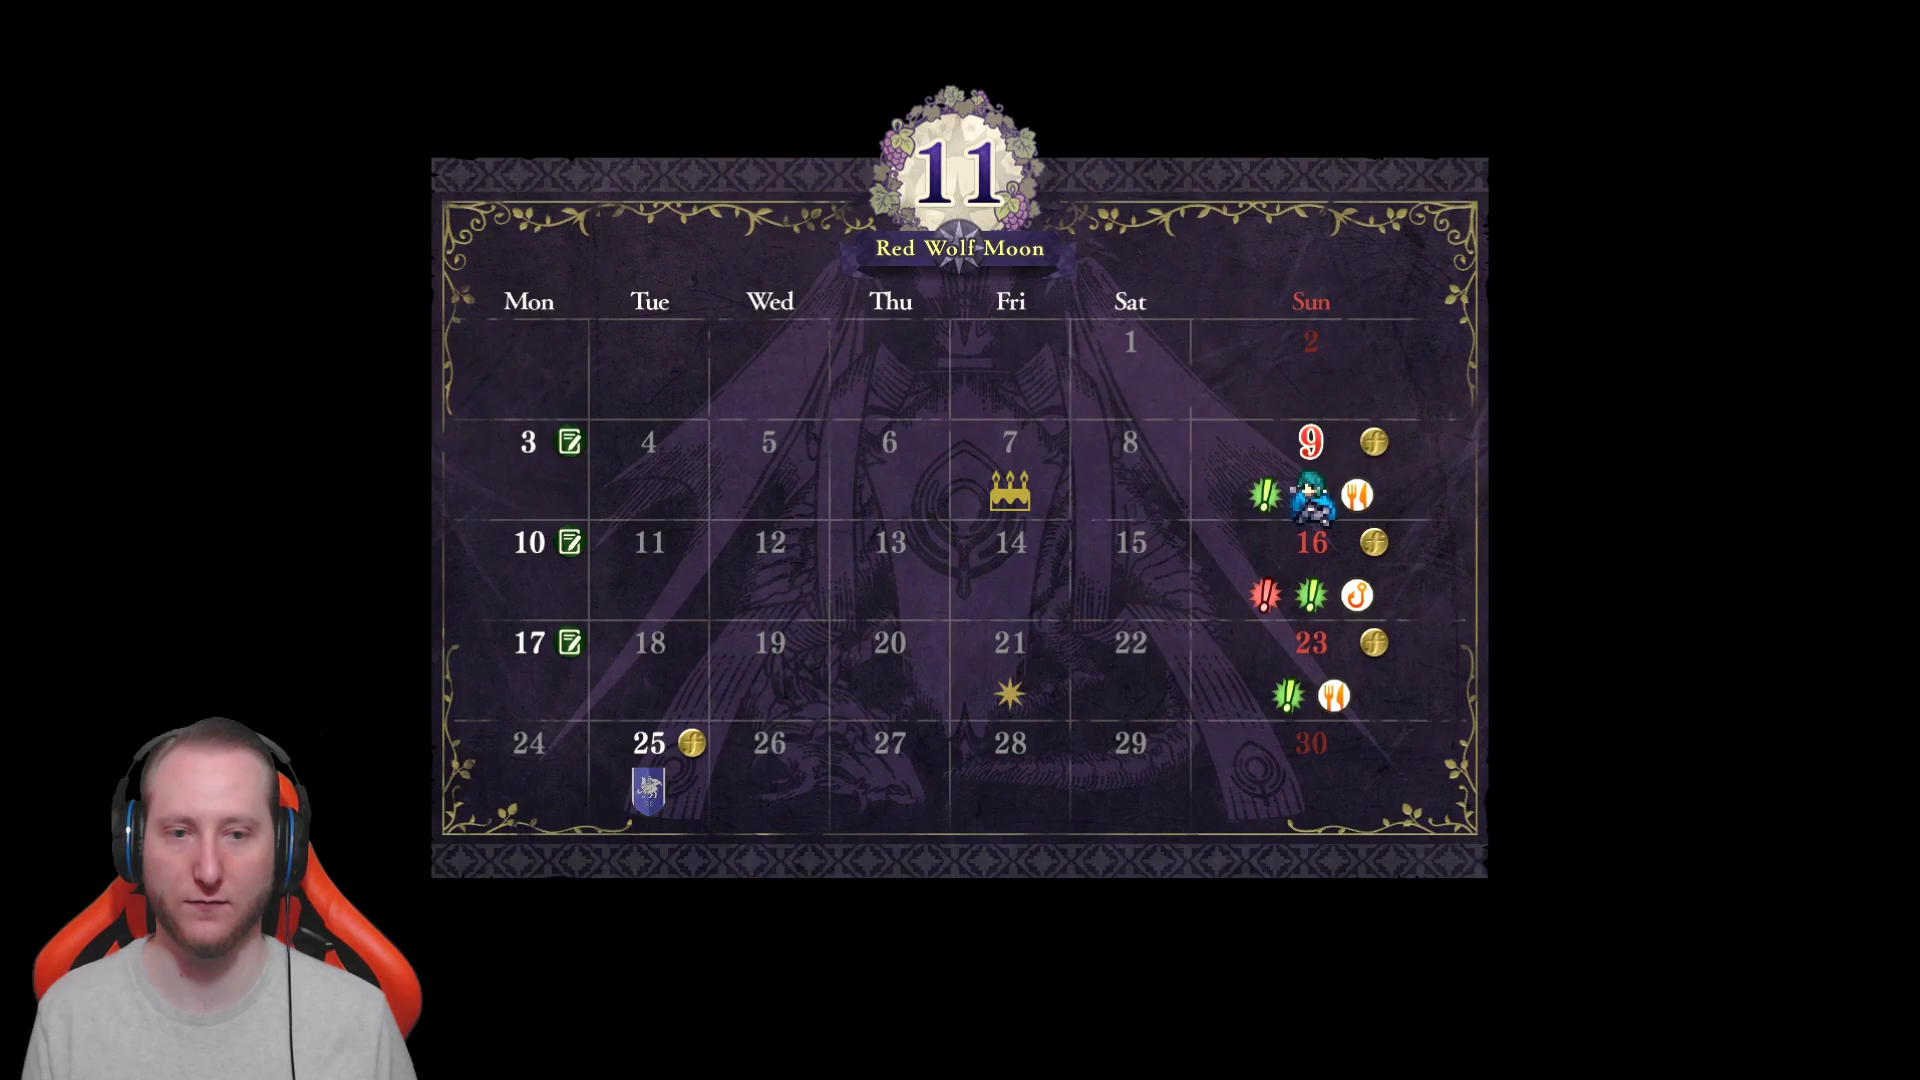 11
Red Wolf Moon
Mon Tue Wed Thu Fri Sat Sun
1 2
3 4 5 6 7 8 9
10 11 12 13 14 15 16
17 18 19 20 21 22 23
24 25 26 27 28 29 30